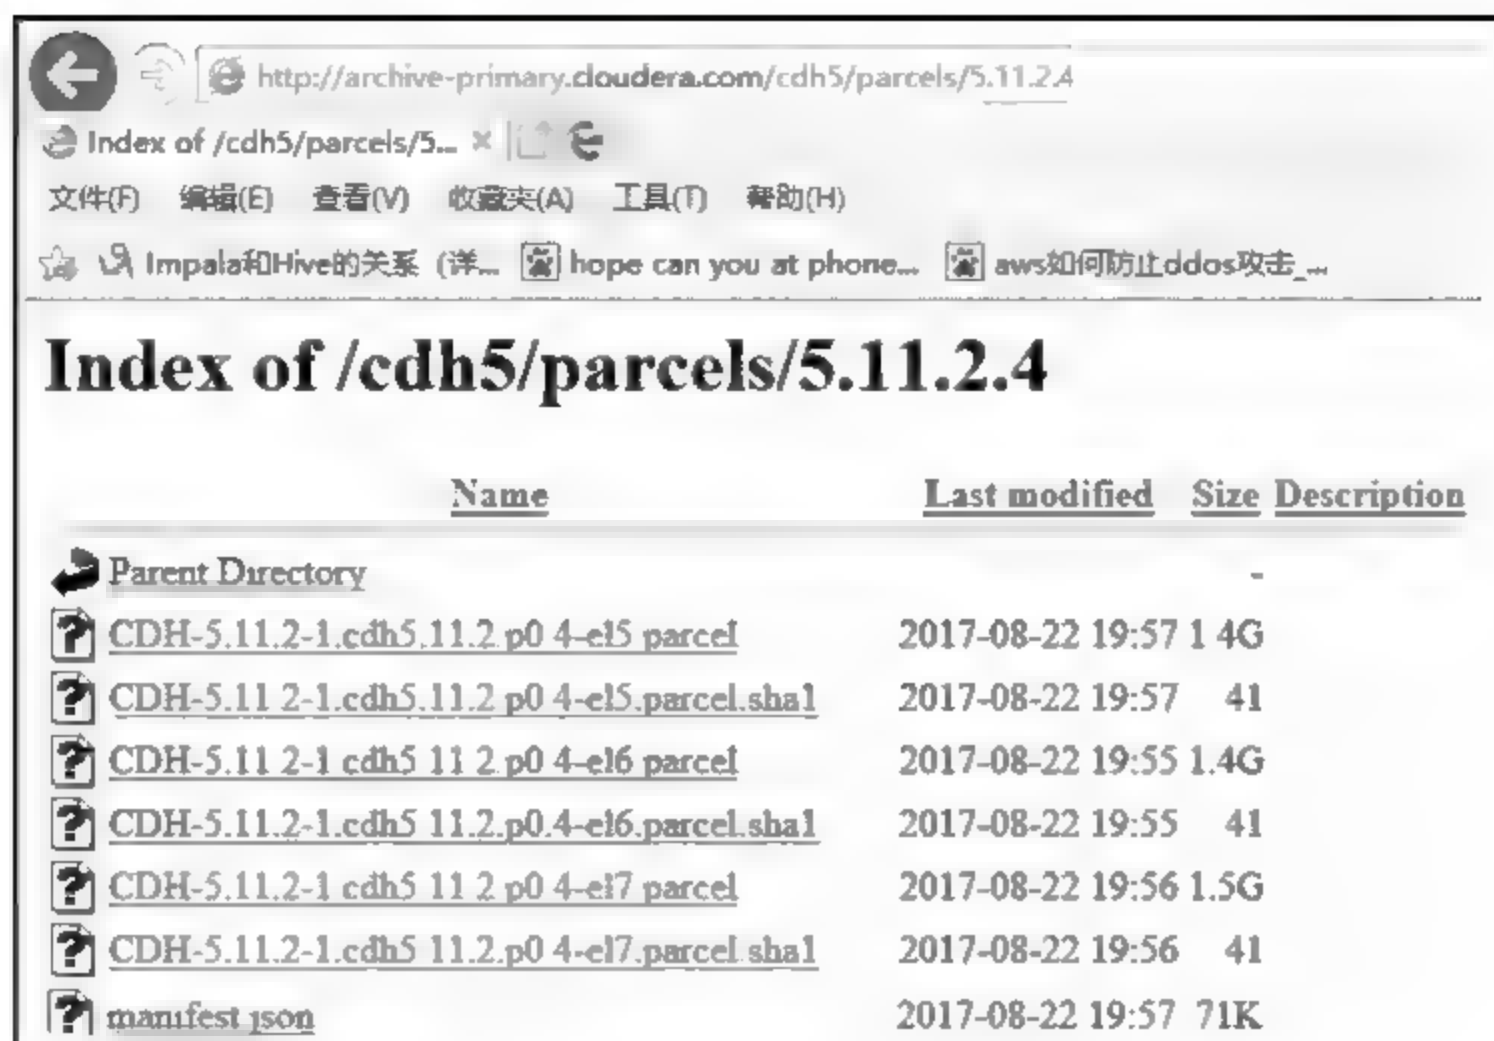 http://archive-primary.cloudera.com/cdh5/parcels/5.11.2.4
Index of /cdh5/parcels/5... ×
文件(F) 编辑(E) 查看(V) 收藏夹(A) 工具(T) 帮助(H)
Impala和Hive的关系 (详... hope can you at phone... aws如何防止ddos攻击_...
Index of /cdh5/parcels/5.11.2.4
Name Last modified Size Description
Parent Directory -
CDH-5.11.2-1.cdh5.11.2.p0.4-el5.parcel 2017-08-22 19:57 1.4G
CDH-5.11.2-1.cdh5.11.2.p0.4-el5.parcel.sha1 2017-08-22 19:57 41
CDH-5.11.2-1.cdh5.11.2.p0.4-el6.parcel 2017-08-22 19:55 1.4G
CDH-5.11.2-1.cdh5.11.2.p0.4-el6.parcel.sha1 2017-08-22 19:55 41
CDH-5.11.2-1.cdh5.11.2.p0.4-el7.parcel 2017-08-22 19:56 1.5G
CDH-5.11.2-1.cdh5.11.2.p0.4-el7.parcel.sha1 2017-08-22 19:56 41
manifest.json 2017-08-22 19:57 71K